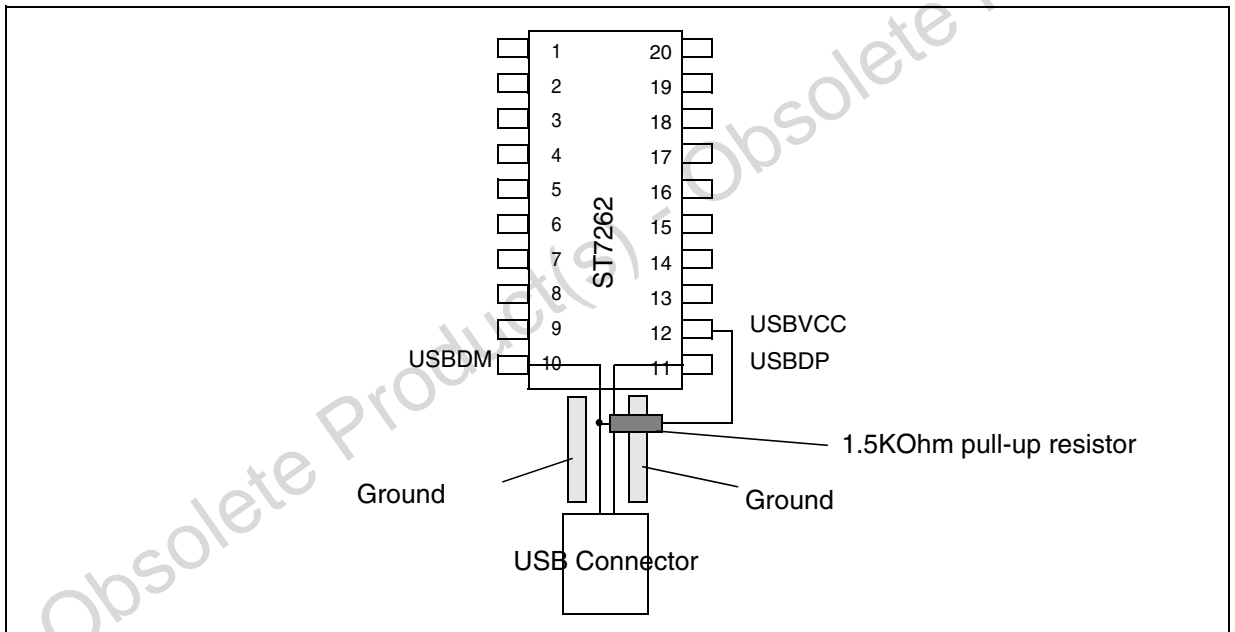 1 20
2 19
3 18
4 17
5 16
6 15
7 14
8 13
9 12
10 11
ST7262
USBVCC
USBDM
USBDP
1.5KOhm pull-up resistor
Ground
Ground
USB Connector
Obsolete Product(s) - Obsolete